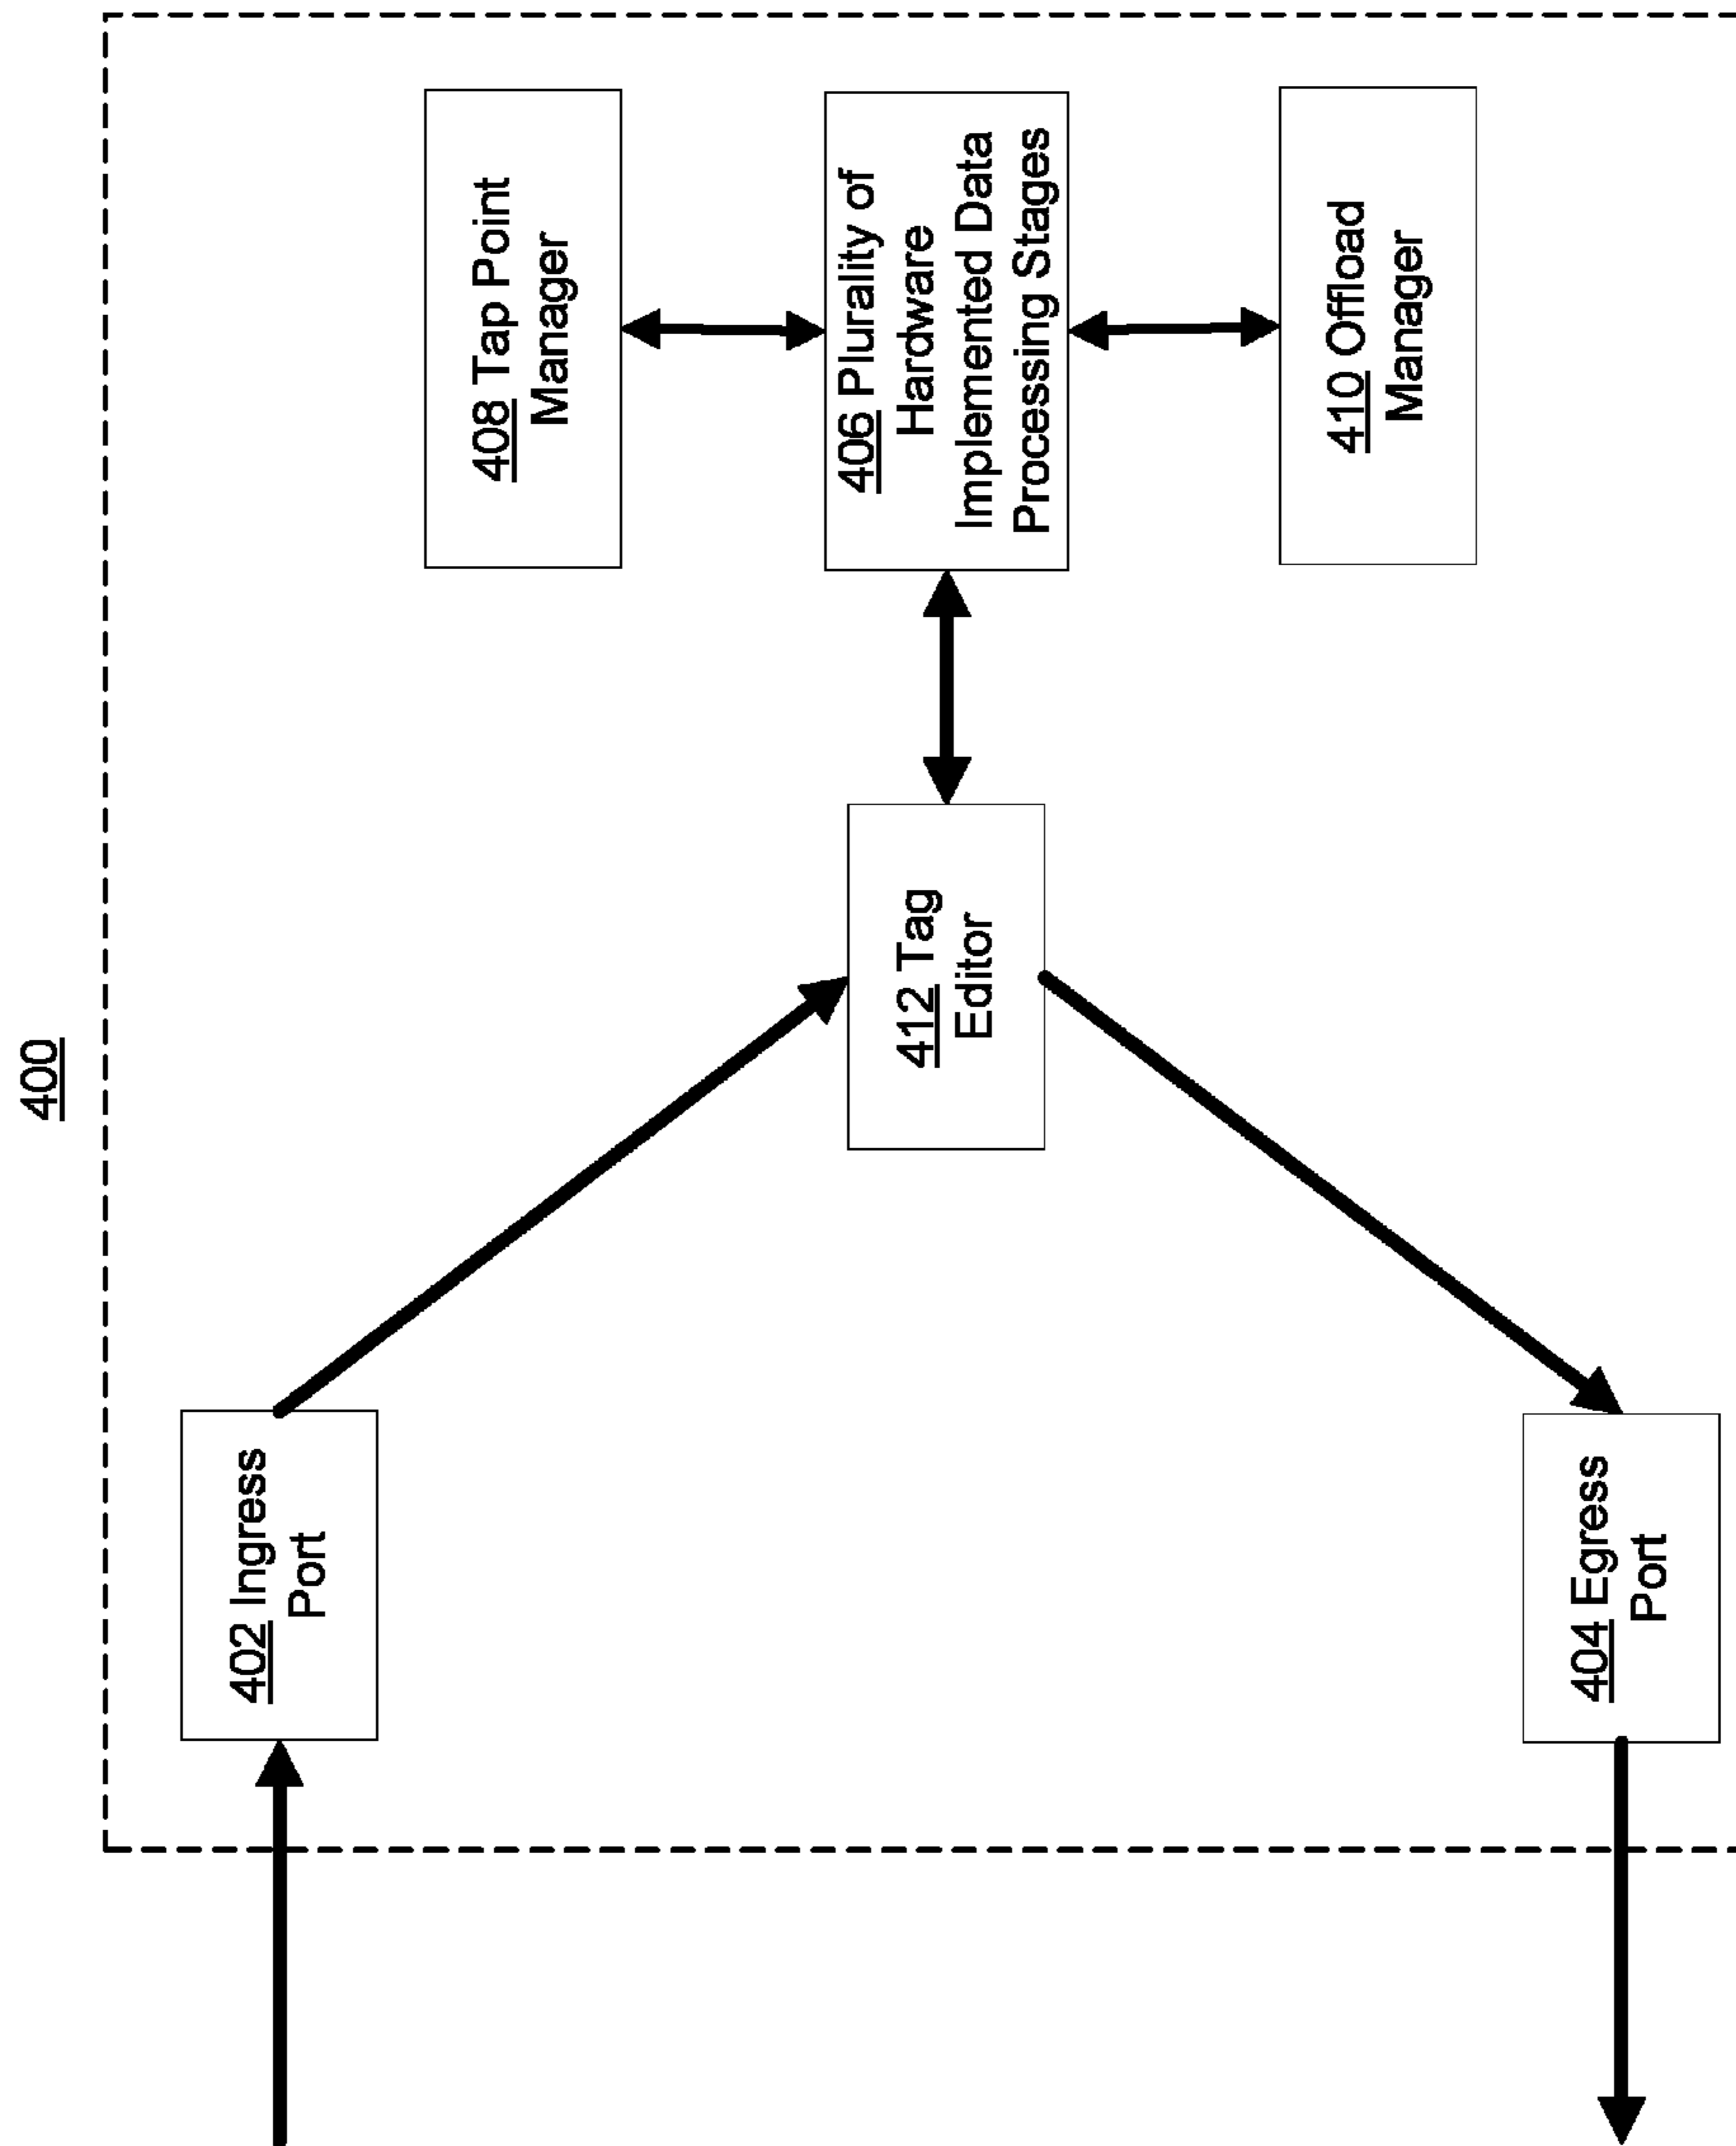 400
402 Ingress
Port
412 Tag
Editor
408 Tap Point
Manager
406 Plurality of
Hardware
Implemented Data
Processing Stages
410 Offload
Manager
404 Egress
Port